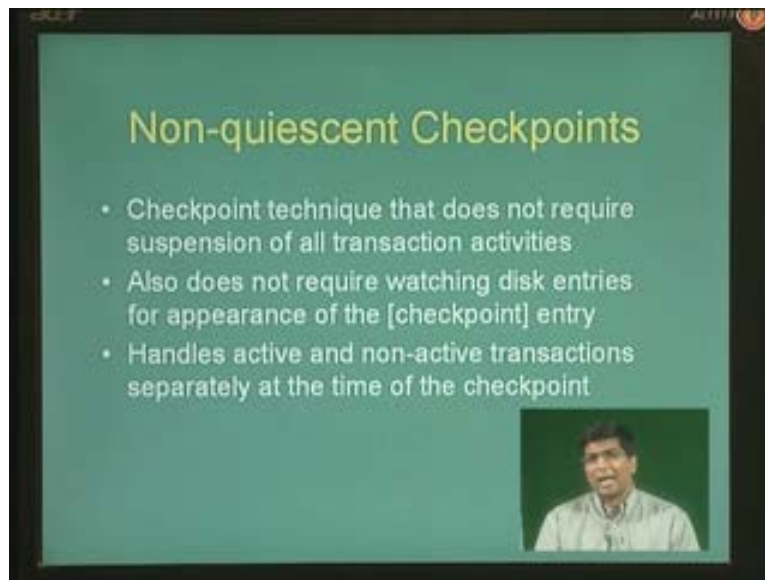 acer
Non-quiescent Checkpoints
• Checkpoint technique that does not require
suspension of all transaction activities
• Also does not require watching disk entries
for appearance of the [checkpoint] entry
• Handles active and non-active transactions
separately at the time of the checkpoint